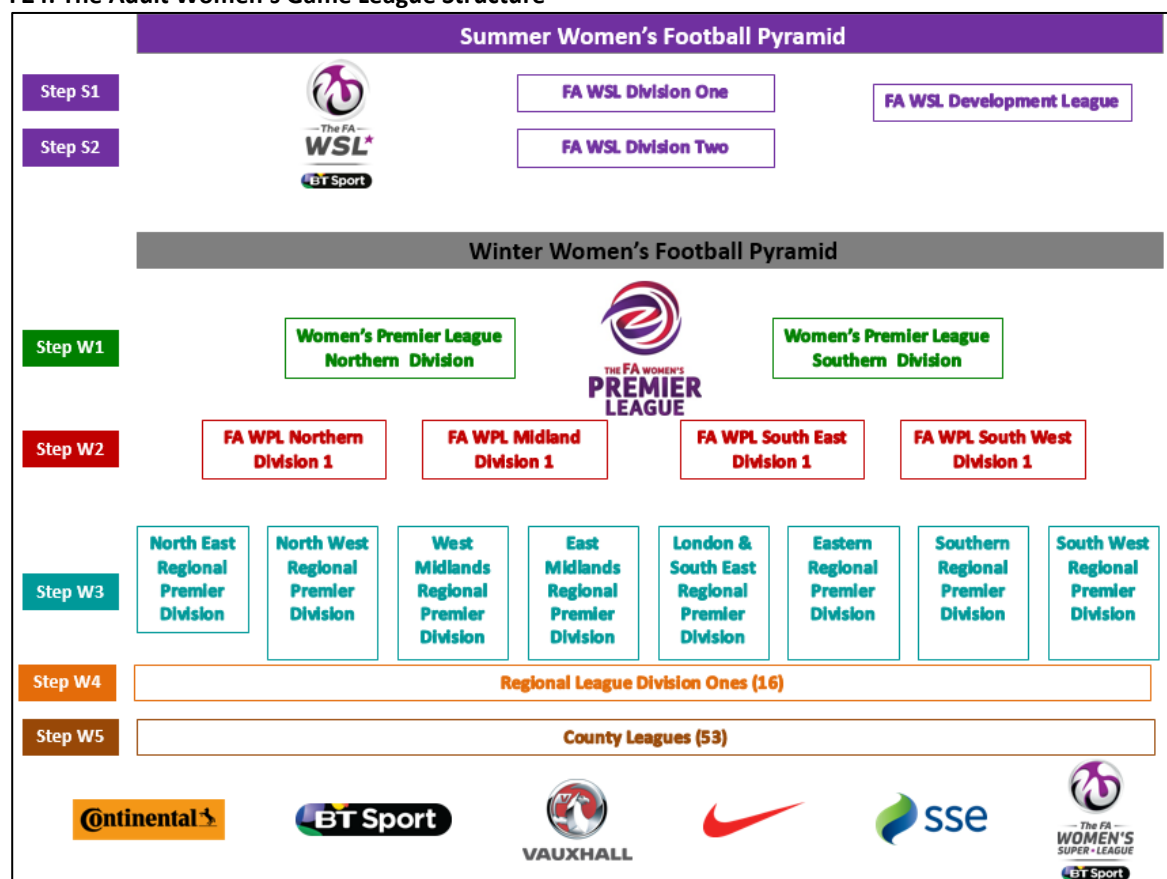 F24: The Adult Women's Game League Structure
Summer Women's Football Pyramid
Step S1
FA WSL Division One
FA WSL Development League
The FA
WSL
BT Sport
Step S2
FA WSL Division Two
Winter Women's Football Pyramid
Step W1
Women's Premier League
Northern Division
THE FA WOMEN'S
PREMIER
LEAGUE
Women's Premier League
Southern Division
Step W2
FA WPL Northern
Division 1
FA WPL Midland
Division 1
FA WPL South East
Division 1
FA WPL South West
Division 1
Step W3
North East
Regional
Premier
Division
North West
Regional
Premier
Division
West
Midlands
Regional
Premier
Division
East
Midlands
Regional
Premier
Division
London &
South East
Regional
Premier
Division
Eastern
Regional
Premier
Division
Southern
Regional
Premier
Division
South West
Regional
Premier
Division
Step W4
Regional League Division Ones (16)
Step W5
County Leagues (53)
Continental
BT Sport
VAUXHALL
sse
The FA
WOMEN'S
SUPER LEAGUE
BT Sport